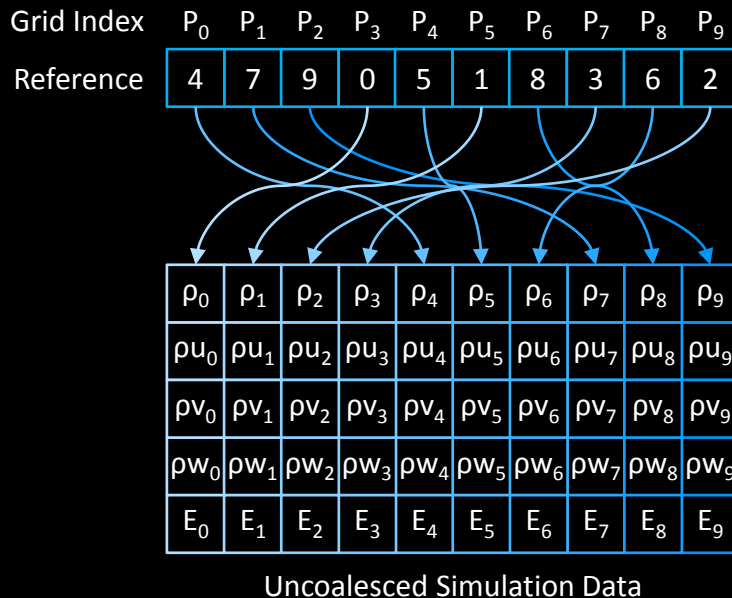 Grid Index P₀ P₁ P₂ P₃ P₄ P₅ P₆ P₇ P₈ P₉
Reference 4 7 9 0 5 1 8 3 6 2
ρ₀ ρ₁ ρ₂ ρ₃ ρ₄ ρ₅ ρ₆ ρ₇ ρ₈ ρ₉
ρu₀ ρu₁ ρu₂ ρu₃ ρu₄ ρu₅ ρu₆ ρu₇ ρu₈ ρu₉
ρv₀ ρv₁ ρv₂ ρv₃ ρv₄ ρv₅ ρv₆ ρv₇ ρv₈ ρv₉
ρw₀ ρw₁ ρw₂ ρw₃ ρw₄ ρw₅ ρw₆ ρw₇ ρw₈ ρw₉
E₀ E₁ E₂ E₃ E₄ E₅ E₆ E₇ E₈ E₉
Uncoalesced Simulation Data